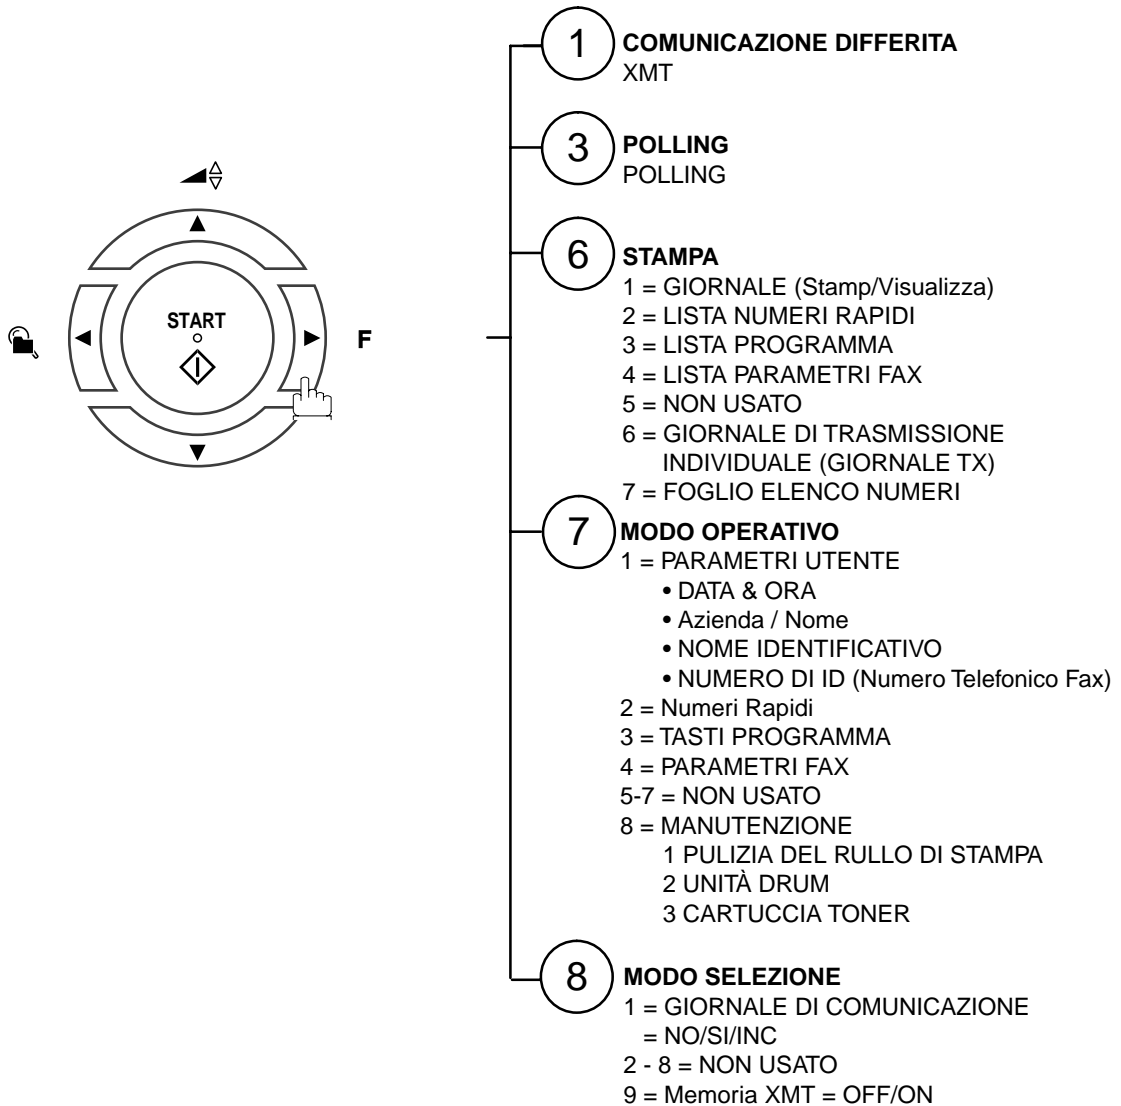 1
COMUNICAZIONE DIFFERITA
XMT
3
POLLING
POLLING
START
F
6
STAMPA
1 = GIORNALE (Stamp/Visualizza)
2 = LISTA NUMERI RAPIDI
3 = LISTA PROGRAMMA
4 = LISTA PARAMETRI FAX
5 = NON USATO
6 = GIORNALE DI TRASMISSIONE
INDIVIDUALE (GIORNALE TX)
7 = FOGLIO ELENCO NUMERI
7
MODO OPERATIVO
1 = PARAMETRI UTENTE
• DATA & ORA
• Azienda / Nome
• NOME IDENTIFICATIVO
• NUMERO DI ID (Numero Telefonico Fax)
2 = Numeri Rapidi
3 = TASTI PROGRAMMA
4 = PARAMETRI FAX
5-7 = NON USATO
8 = MANUTENZIONE
1 PULIZIA DEL RULLO DI STAMPA
2 UNITÀ DRUM
3 CARTUCCIA TONER
8
MODO SELEZIONE
1 = GIORNALE DI COMUNICAZIONE
= NO/SI/INC
2 - 8 = NON USATO
9 = Memoria XMT = OFF/ON